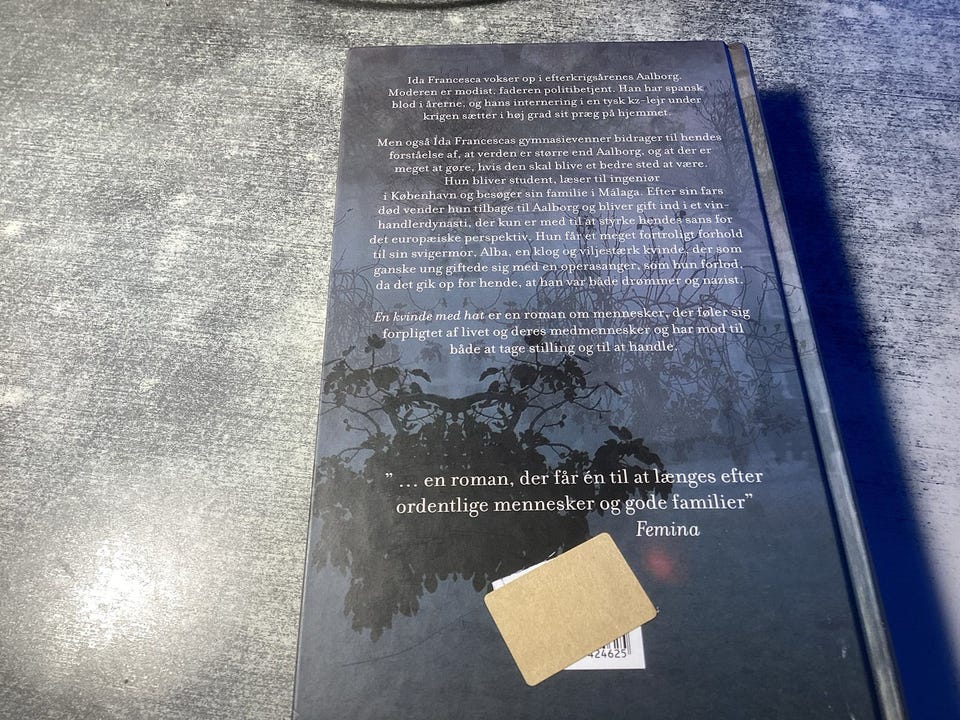 Ida Francesca vokser op i efterkrigsårenes Aalborg.
Moderen er modist, faderen politibetjent. Han har spansk
blod i årerne, og hans internering i en tysk kz-lejr under
krigen sætter i høj grad sit præg på hjemmet.
Men også Ida Francescas gymnasievenner bidrager til hendes
forståelse af, at verden er større end Aalborg, og at der er
meget at gøre, hvis den skal blive et bedre sted at være.
Hun bliver student, læser til ingeniør
i København og besøger sin familie i Málaga. Efter sin fars
død vender hun tilbage til Aalborg og bliver gift ind i et vin-
handlerdynasti, der kun er med til at styrke hendes sans for
det europæiske perspektiv. Hun får et meget fortroligt forhold
til sin svigermor, Alba, en klog og viljestærk kvinde, der som
ganske ung giftede sig med en operasanger, som hun forlod,
da det gik op for hende, at han var både drømmer og nazist.
En kvinde med hat er en roman om mennesker, der føler sig
forpligtet af livet og deres medmennesker og har mod til
både at tage stilling og til at handle.
" ... en roman, der får én til at længes efter
ordentlige mennesker og gode familier"
Femina
424625